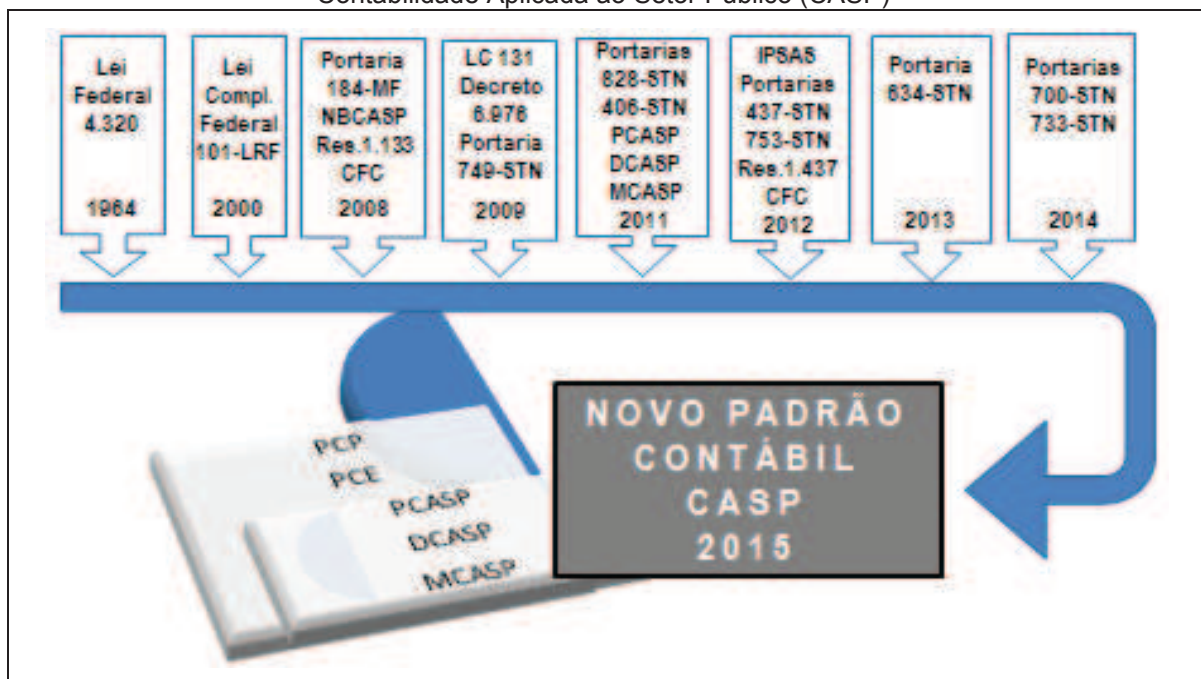 Contabilidade Aplicada ao Setor Público (CASP)
Lei
Federal
4.320
1964
Lei
Compl.
Federal
101-LRF
2000
Portaria
184-MF
NBCASP
Res.1.133
CFC
2008
LC 131
Decreto
6.976
Portaria
749-STN
2009
Portarias
828-STN
406-STN
PCASP
DCASP
MCASP
2011
IPSAS
Portarias
437-STN
753-STN
Res.1.437
CFC
2012
Portaria
634-STN
2013
Portarias
700-STN
733-STN
2014
PCP
PCE
PCASP
DCASP
MCASP
NOVO PADRÃO
CONTÁBIL
CASP
2015